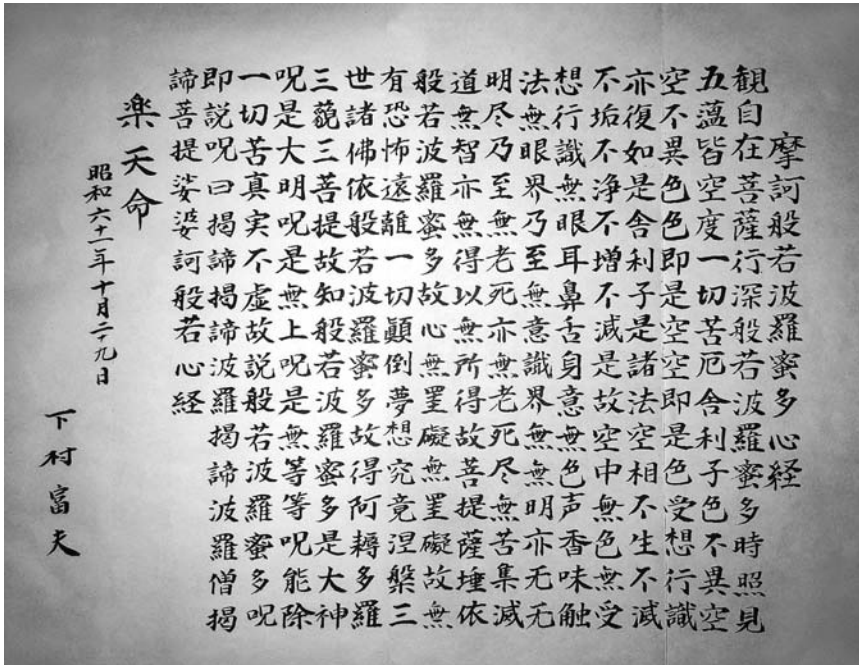 摩訶般若波羅蜜多心経
観自在菩薩行深般若波羅蜜多時照見
五蘊皆空度一切苦厄舎利子色不異空
空不異色色即是空空即是色受想行識
亦復如是舎利子是諸法空相不生不滅
不垢不浄不増不減是故空中無色無受
想行識無眼耳鼻舌身意無色声香味触
法無眼界乃至無意識界無無明亦无无
明尽乃至無老死亦無老死尽無苦集滅
道無智亦無得以無所得故菩提薩埵依
般若波羅蜜多故心無罣礙無罣礙故無
有恐怖遠離一切顛倒夢想究竟涅槃三
世諸佛依般若波羅蜜多故得阿耨多羅
三藐三菩提故知般若波羅蜜多是大神
呪是大明呪是無上呪是無等等呪能除
一切苦真実不虚故説般若波羅蜜多呪
即説呪曰揭諦揭諦波羅揭諦波羅僧揭
諦菩提娑婆訶般若心経
楽天命
昭和六十一年十月二十九日
下村富夫